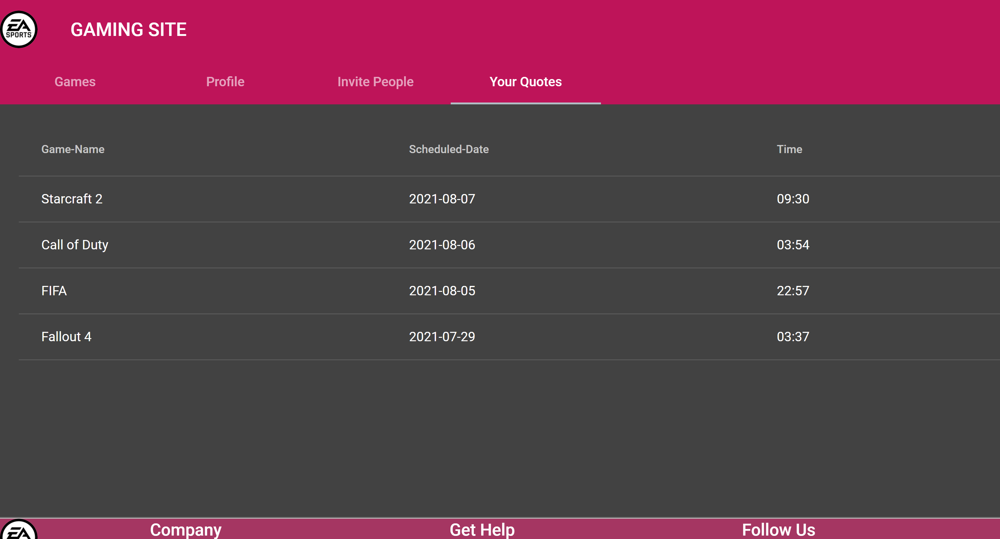 EA
SPORTS
GAMING SITE
Games Profile Invite People Your Quotes
Game-Name Scheduled-Date Time
Starcraft 2 2021-08-07 09:30
Call of Duty 2021-08-06 03:54
FIFA 2021-08-05 22:57
Fallout 4 2021-07-29 03:37
EA
Company Get Help Follow Us